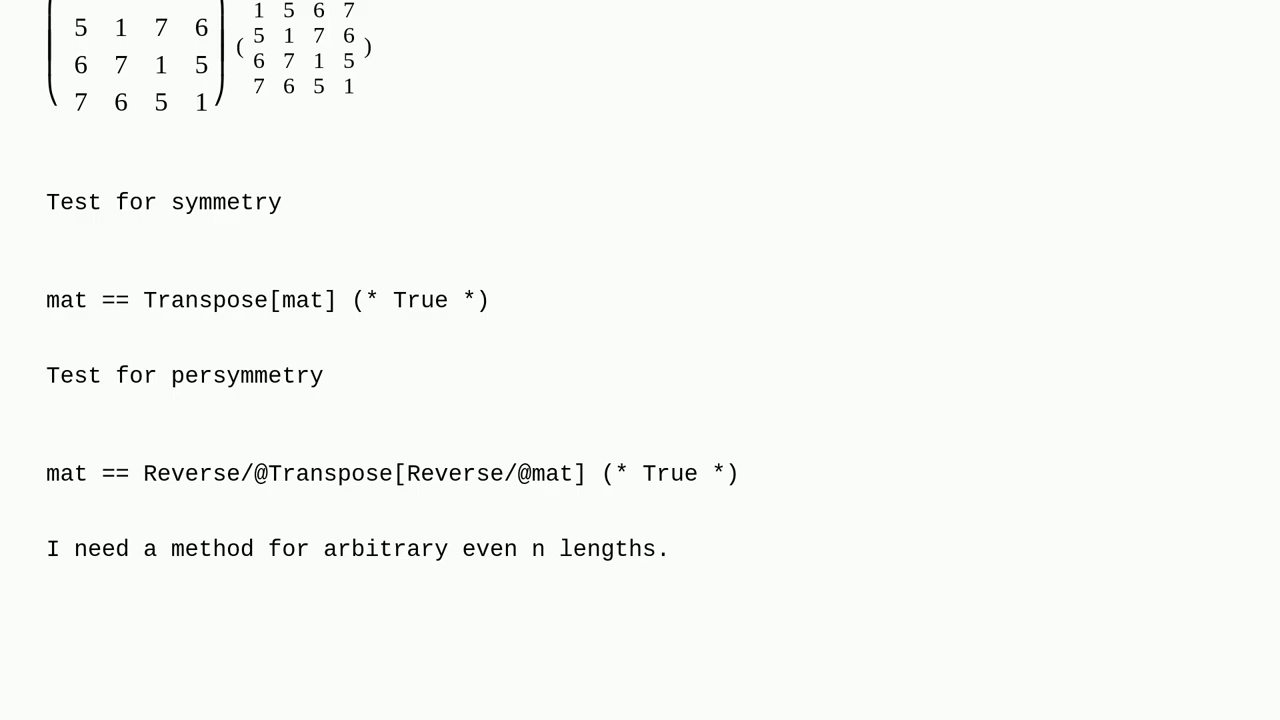 5 1 7 6
6 7 1 5
7 6 5 1
( 1 5 6 7
5 1 7 6
6 7 1 5
7 6 5 1 )
Test for symmetry
mat == Transpose[mat] (* True *)
Test for persymmetry
mat == Reverse/@Transpose[Reverse/@mat] (* True *)
I need a method for arbitrary even n lengths.